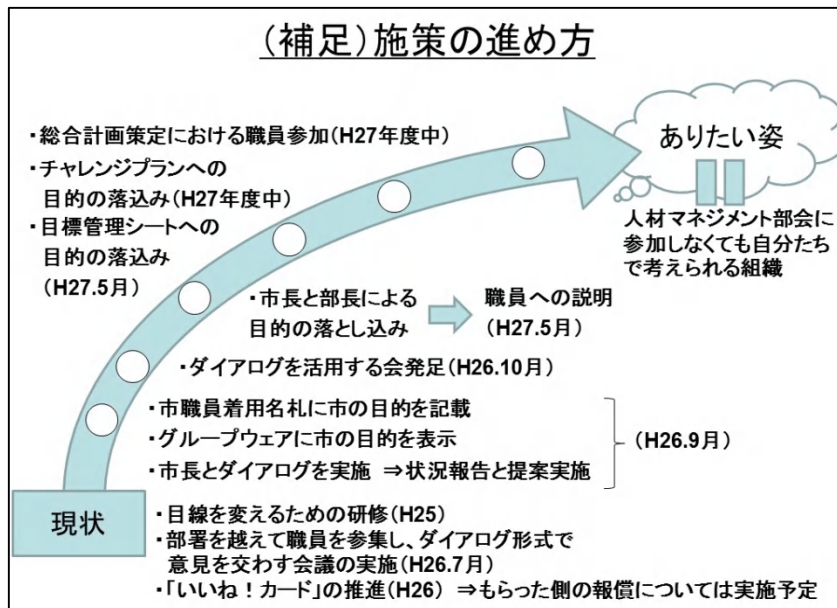 (補足)施策の進め方
・総合計画策定における職員参加(H27年度中)
・チャレンジプランへの
目的の落込み(H27年度中)
・目標管理シートへの
目的の落込み
(H27.5月)
ありたい姿
人材マネジメント部会に
参加しなくても自分たち
で考えられる組織
・市長と部長による
目的の落とし込み
職員への説明
(H27.5月)
・ダイアログを活用する会発足(H26.10月)
・市職員着用名札に市の目的を記載
・グループウェアに市の目的を表示
・市長とダイアログを実施 ⇒状況報告と提案実施
(H26.9月)
現状
・目線を変えるための研修(H25)
・部署を越えて職員を参集し、ダイアログ形式で
意見を交わす会議の実施(H26.7月)
・「いいね！カード」の推進(H26) ⇒もらった側の報償については実施予定